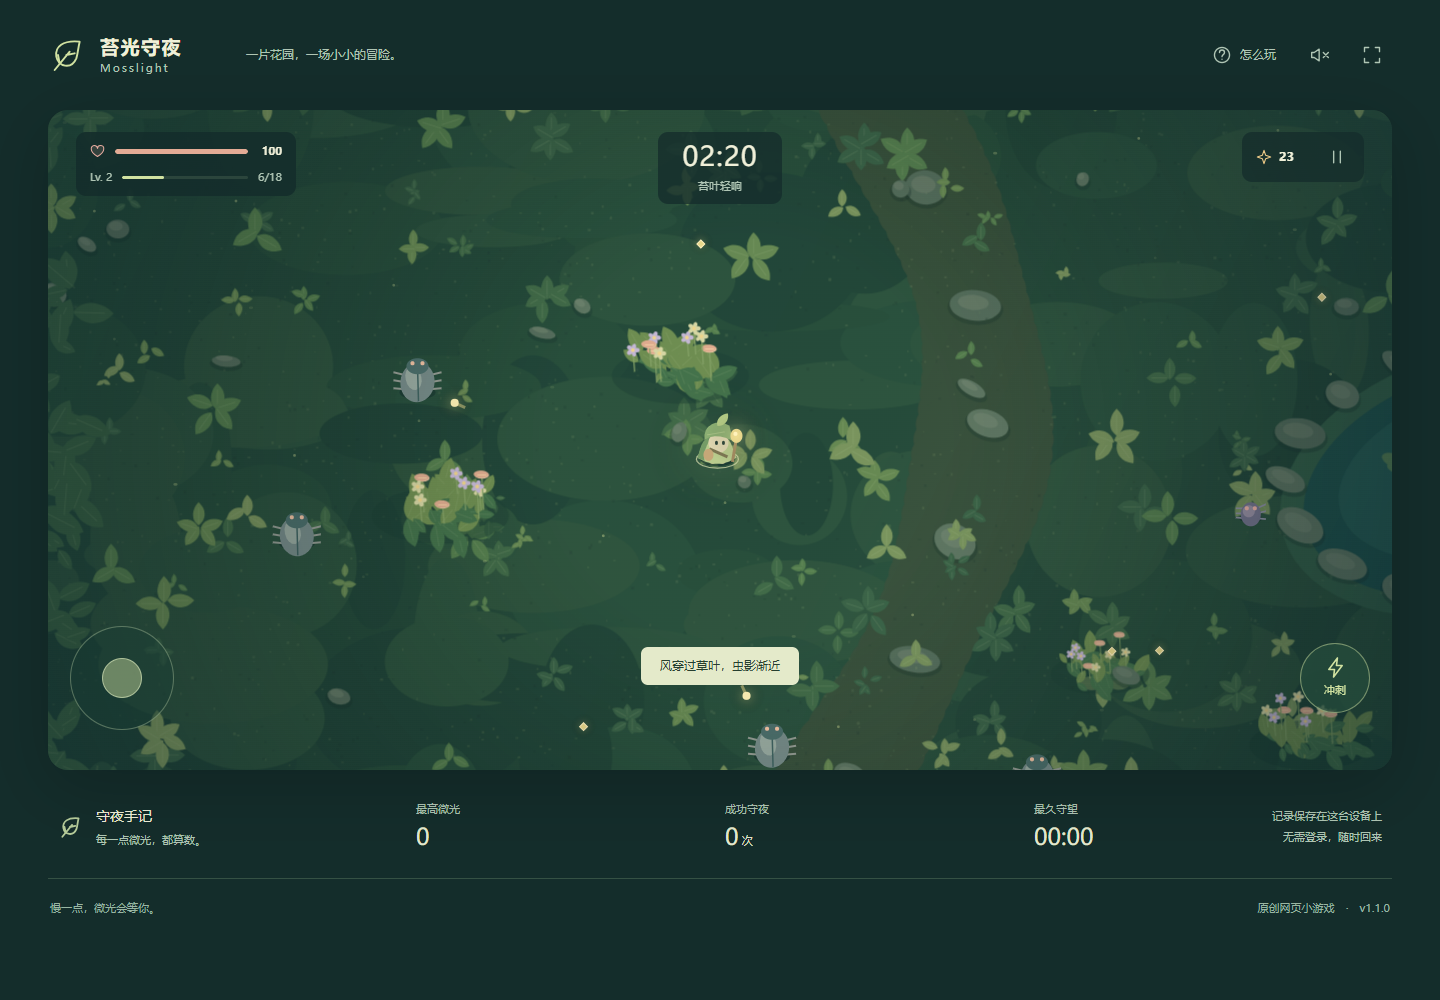 苔光守夜
Mosslight
一片花园，一场小小的冒险。
怎么玩
100
Lv. 2
6/18
02:20
苔叶轻响
23
风穿过草叶，虫影渐近
冲刺
守夜手记
每一点微光，都算数。
最高微光
0
成功守夜
0 次
最久守望
00:00
记录保存在这台设备上
无需登录，随时回来
慢一点，微光会等你。
原创网页小游戏 · v1.1.0